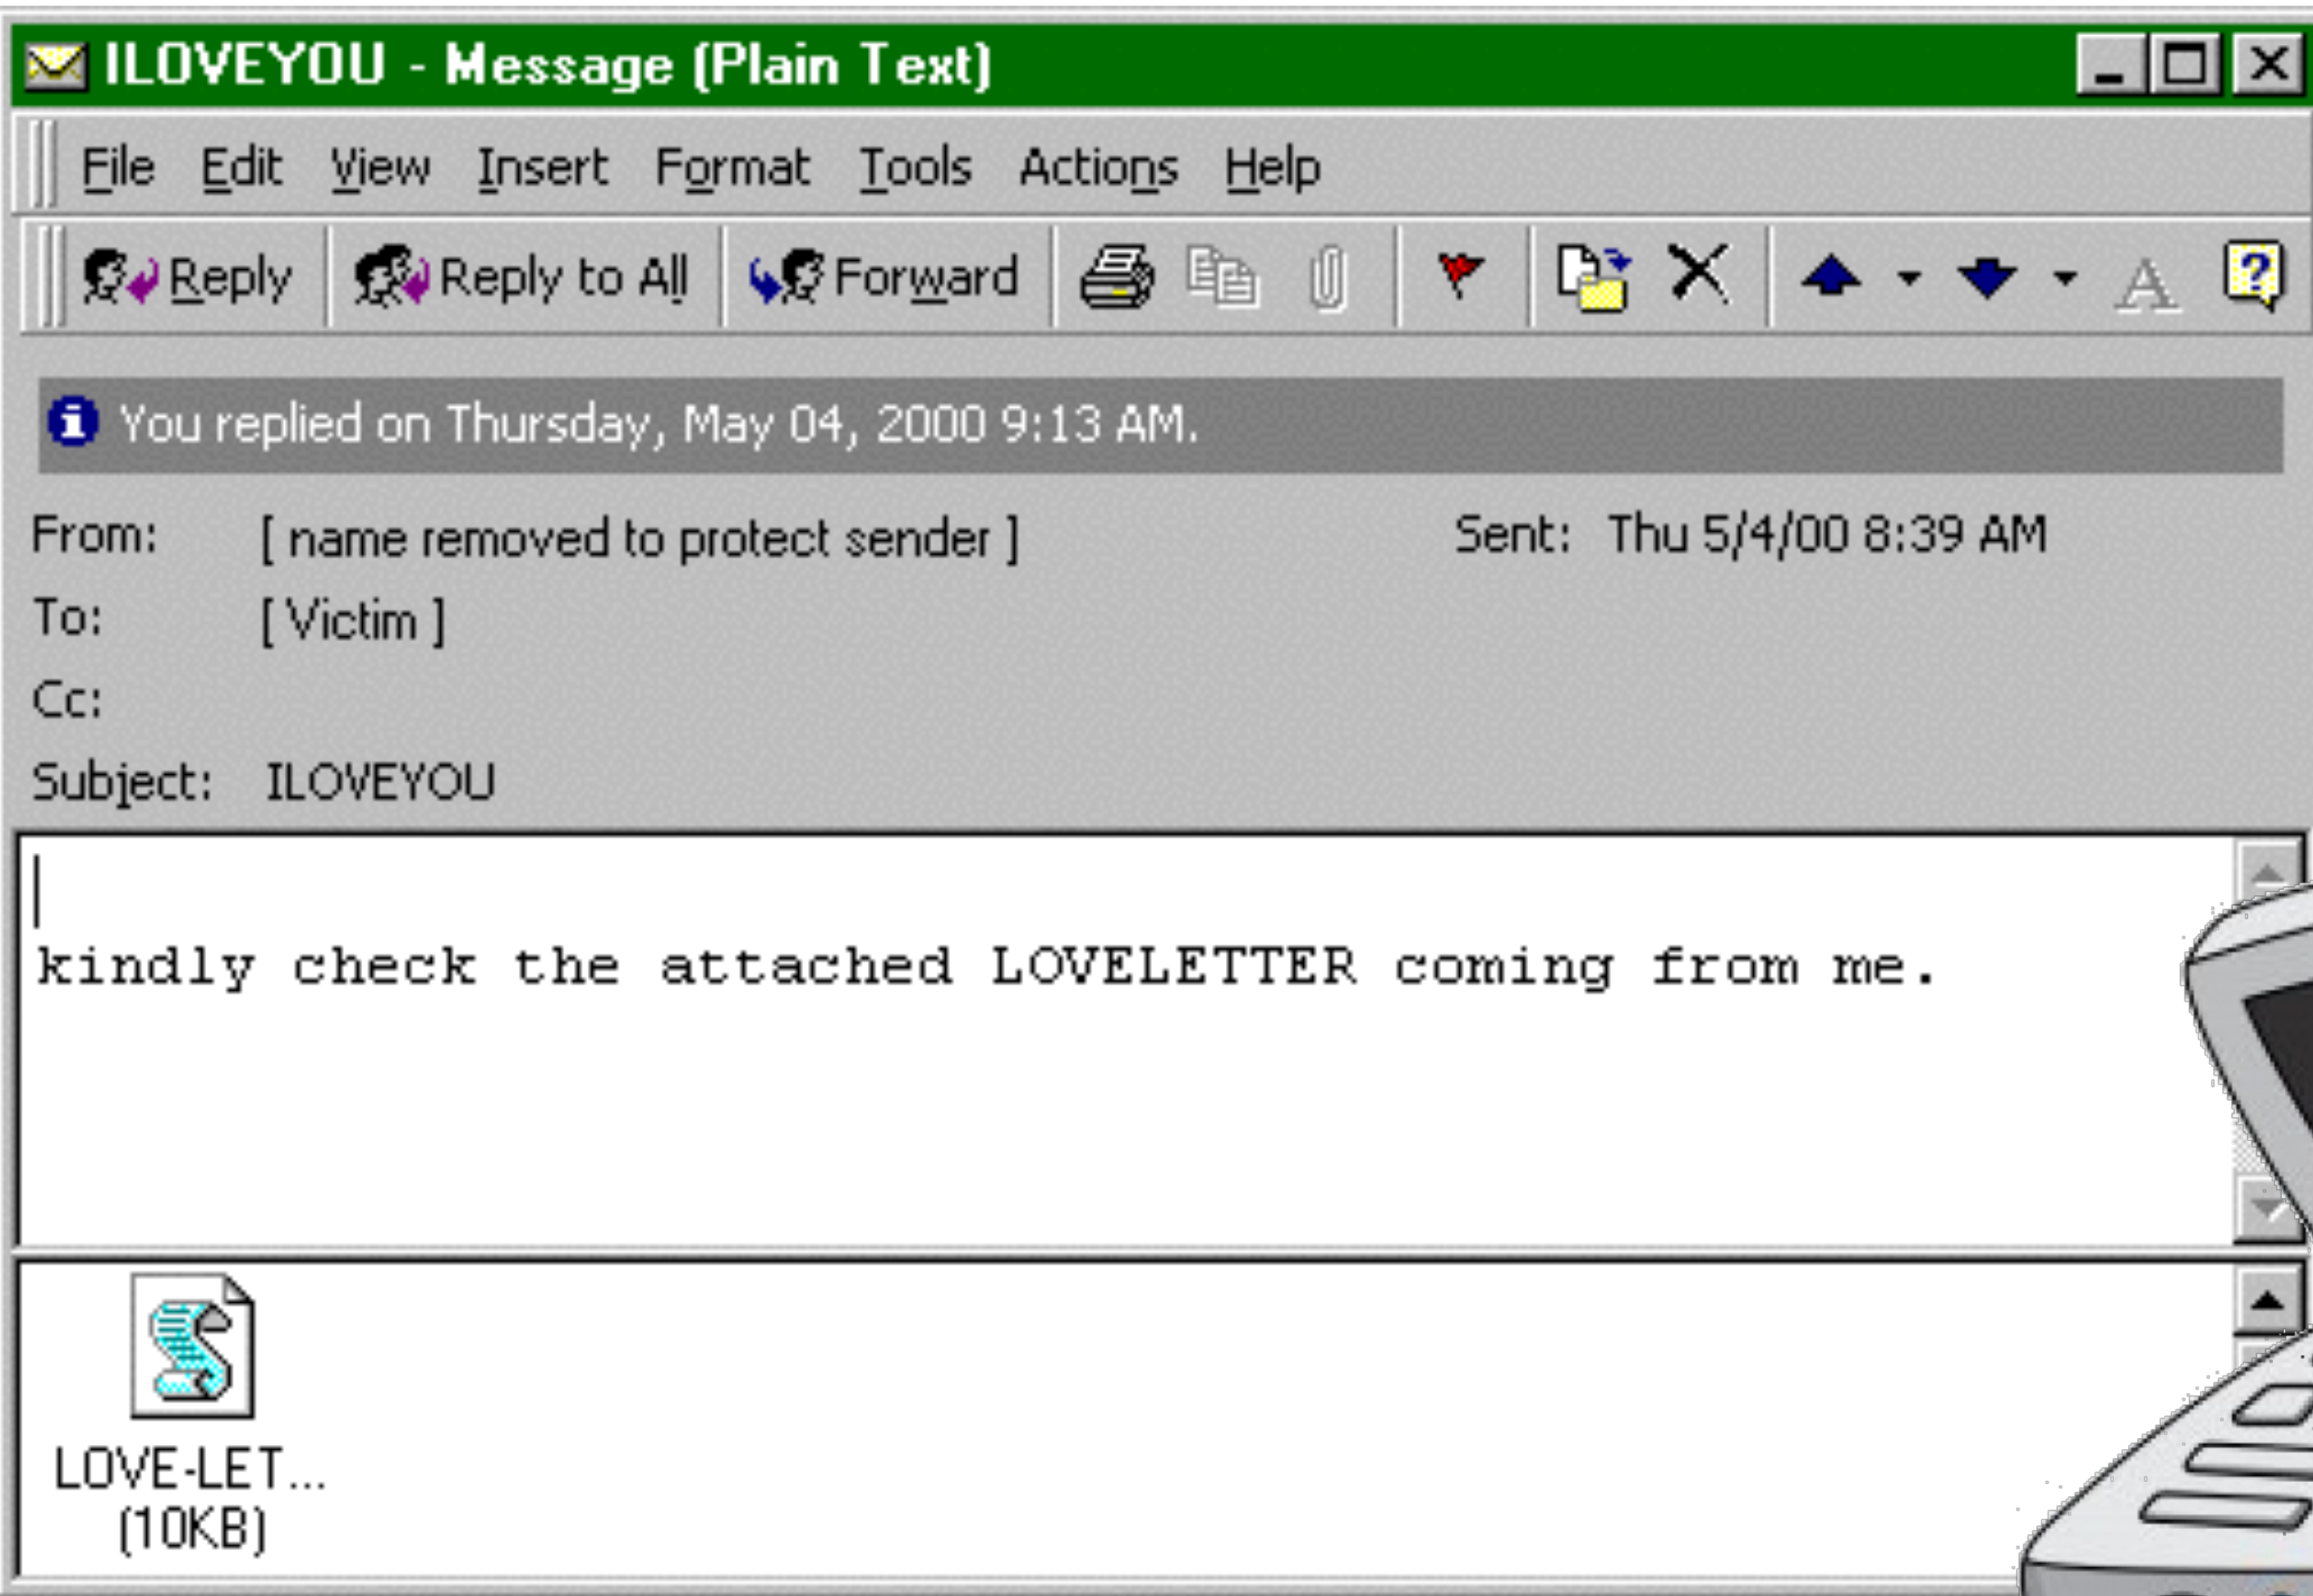 ILOVEYOU - Message (Plain Text)
File Edit View Insert Format Tools Actions Help
Reply Reply to All Forward
You replied on Thursday, May 04, 2000 9:13 AM.
From: [ name removed to protect sender ] Sent: Thu 5/4/00 8:39 AM
To: [ Victim ]
Cc:
Subject: ILOVEYOU
kindly check the attached LOVELETTER coming from me.
LOVE-LET...
(10KB)